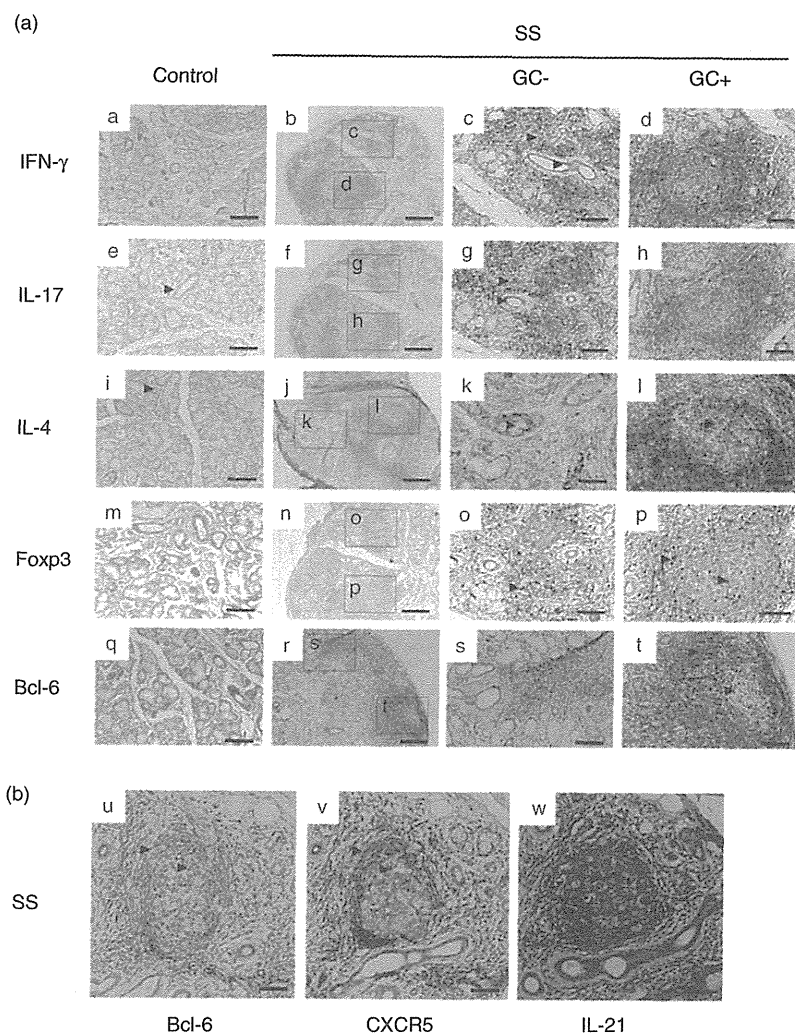 (a)
SS
Control GC- GC+
IFN-γ a b c d c d
IL-17 e f g h g h
IL-4 i j k l k l
Foxp3 m n o p o p
Bcl-6 q r s t s t
(b)
SS u v w
Bcl-6 CXCR5 IL-21